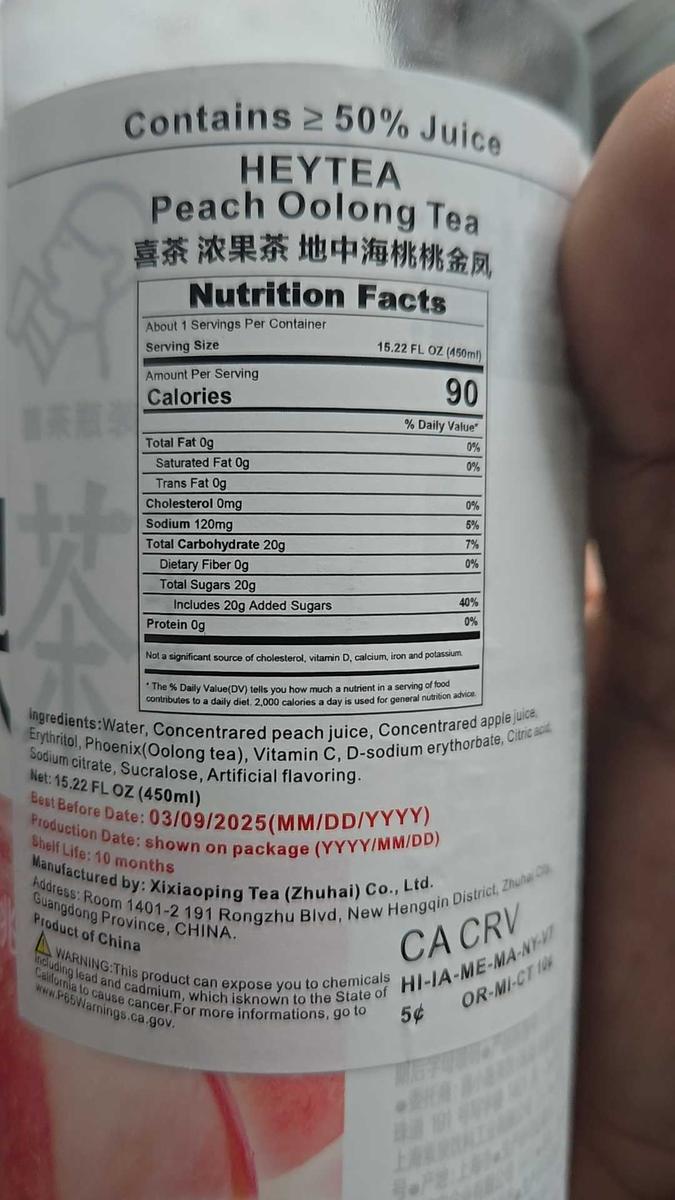 Contains ≥ 50% Juice
HEYTEA
Peach Oolong Tea
喜茶 浓果茶 地中海桃桃金凤
Nutrition Facts
About 1 Servings Per Container
Serving Size 15.22 FL OZ (450ml)
Amount Per Serving
Calories 90
% Daily Value*
Total Fat 0g 0%
Saturated Fat 0g 0%
Trans Fat 0g
Cholesterol 0mg 0%
Sodium 120mg 5%
Total Carbohydrate 20g 7%
Dietary Fiber 0g 0%
Total Sugars 20g
Includes 20g Added Sugars 40%
Protein 0g 0%
Not a significant source of cholesterol, vitamin D, calcium, iron and potassium.
* The % Daily Value(DV) tells you how much a nutrient in a serving of food
contributes to a daily diet. 2,000 calories a day is used for general nutrition advice.
Ingredients:Water, Concentrared peach juice, Concentrared apple juice,
Erythritol, Phoenix(Oolong tea), Vitamin C, D-sodium erythorbate, Citric acid,
Sodium citrate, Sucralose, Artificial flavoring.
Net: 15.22 FL OZ (450ml)
Best Before Date: 03/09/2025(MM/DD/YYYY)
Production Date: shown on package (YYYY/MM/DD)
Shelf Life: 10 months
Manufactured by: Xixiaoping Tea (Zhuhai) Co., Ltd.
Address: Room 1401-2 191 Rongzhu Blvd, New Hengqin District, Zhuhai City,
Guangdong Province, CHINA.
Product of China
WARNING:This product can expose you to chemicals
including lead and cadmium, which isknown to the State of
California to cause cancer.For more informations, go to
www.P65Warnings.ca.gov.
CA CRV
HI-IA-ME-MA-NY-VT
5¢ OR-MI-CT 10¢
茶